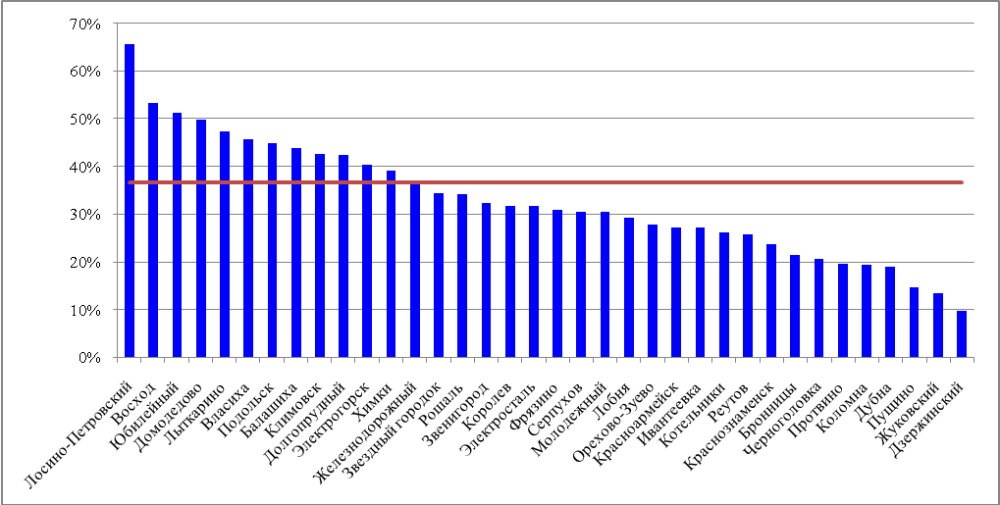 70%
60%
50%
40%
30%
20%
10%
0%
Лосино-Петровский
Восход
Юбилейный
Домодедово
Лыткарино
Власиха
Подольск
Балашиха
Климовск
Долгопрудный
Электрогорск
Химки
Железнодорожный
Звездный городок
Рошаль
Звенигород
Королев
Электросталь
Фрязино
Серпухов
Молодежный
Лобня
Орехово-Зуево
Красноармейск
Ивантеевка
Котельники
Реутов
Краснознаменск
Бронницы
Черноголовка
Протвино
Коломна
Дубна
Пущино
Жуковский
Дзержинский